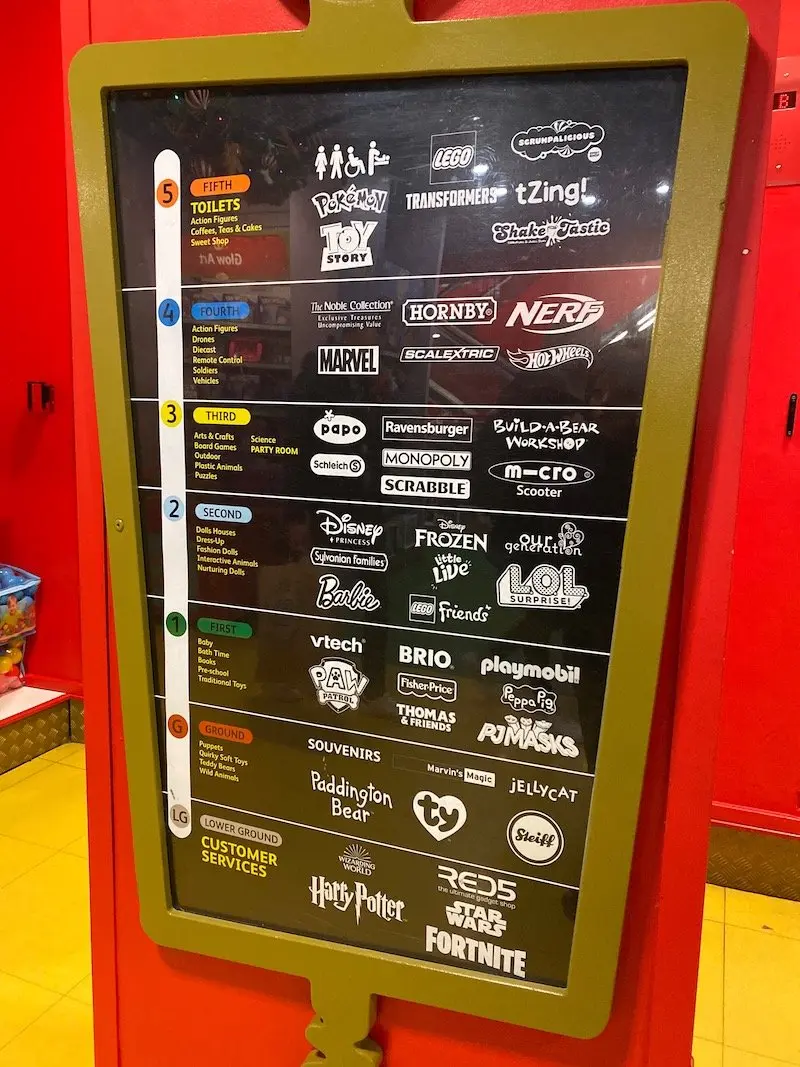 B
5
FIFTH
TOILETS
Action Figures
Coffees, Teas & Cakes
Sweet Shop
LEGO
SCRUMPALICIOUS
POKéMON
TRANSFORMERS
tZing!
TOY
STORY
Shake Tastic
Glow Art
4
FOURTH
Action Figures
Drones
Diecast
Remote Control
Soldiers
Vehicles
The Noble Collection
Exclusive Treasures
Uncompromising Value
HORNBY
NERF
MARVEL
SCALEXTRIC
HOT WHEELS
3
THIRD
Arts & Crafts
Board Games
Outdoor
Plastic Animals
Puzzles
Science
PARTY ROOM
papo
Ravensburger
BUILD-A-BEAR
WORKSHOP
Schleich S
MONOPOLY
m-cro
Scooter
SCRABBLE
2
SECOND
Dolls Houses
Dress-Up
Fashion Dolls
Interactive Animals
Nurturing Dolls
Disney
PRINCESS
Disney
FROZEN
our
generation
Sylvanian Families
little
LiVE
L.O.L
SURPRISE!
Barbie
LEGO Friends
1
FIRST
Baby
Bath Time
Books
Pre-school
Traditional Toys
vtech
BRIO
playmobil
PAW
PATROL
Fisher-Price
Peppa Pig
THOMAS
& FRIENDS
PJ MASKS
G
GROUND
Puppets
Quirky Soft Toys
Teddy Bears
Wild Animals
SOUVENIRS
Marvin's Magic
JELLYCAT
Paddington
Bear
ty
Steiff
LG
LOWER GROUND
CUSTOMER
SERVICES
WIZARDING
WORLD
Harry Potter
RED5
the ultimate gadget shop
STAR
WARS
FORTNITE